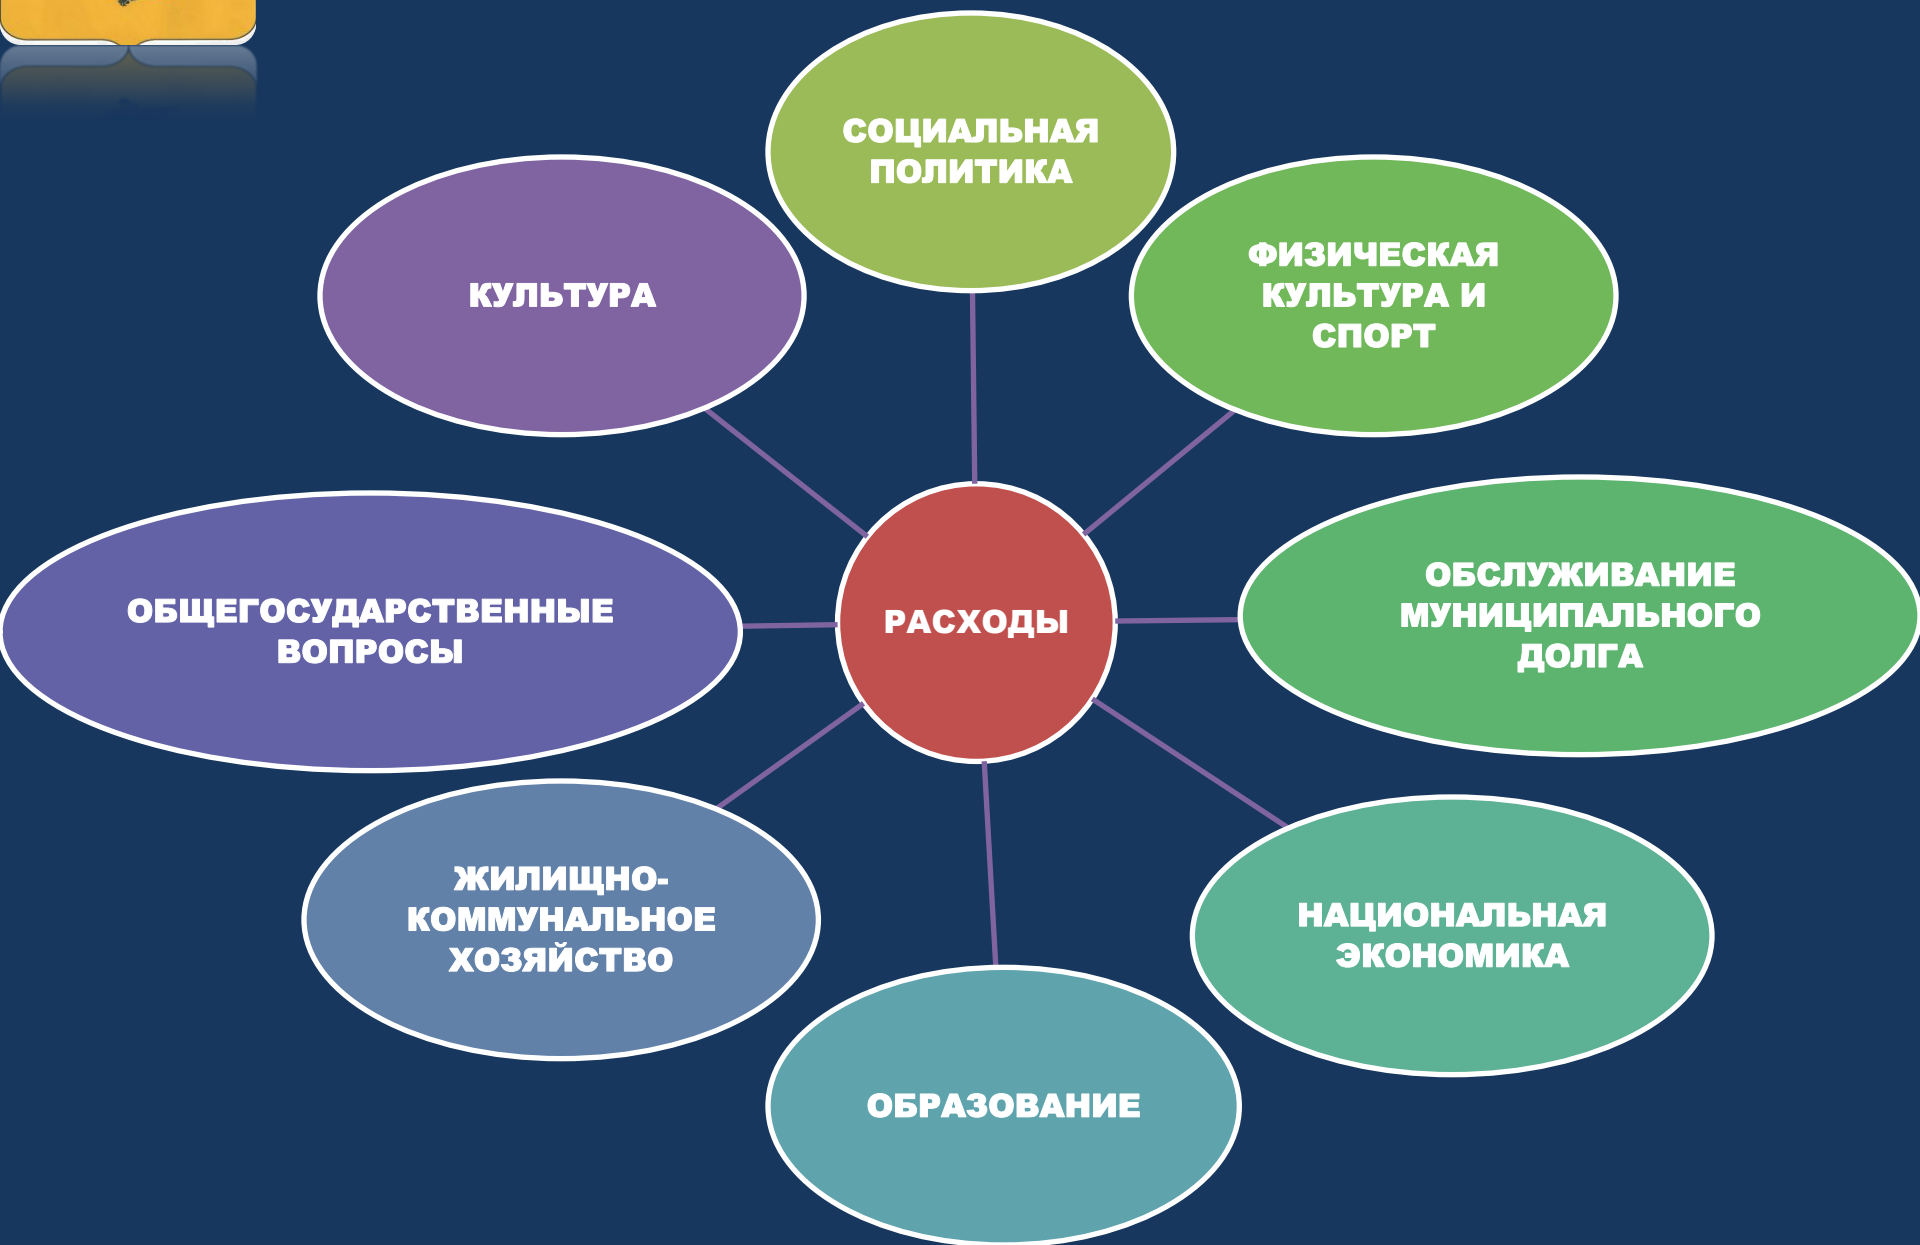 СОЦИАЛЬНАЯ
ПОЛИТИКА
КУЛЬТУРА
ФИЗИЧЕСКАЯ
КУЛЬТУРА И
СПОРТ
ОБЩЕГОСУДАРСТВЕННЫЕ
ВОПРОСЫ
РАСХОДЫ
ОБСЛУЖИВАНИЕ
МУНИЦИПАЛЬНОГО
ДОЛГА
ЖИЛИЩНО-
КОММУНАЛЬНОЕ
ХОЗЯЙСТВО
НАЦИОНАЛЬНАЯ
ЭКОНОМИКА
ОБРАЗОВАНИЕ